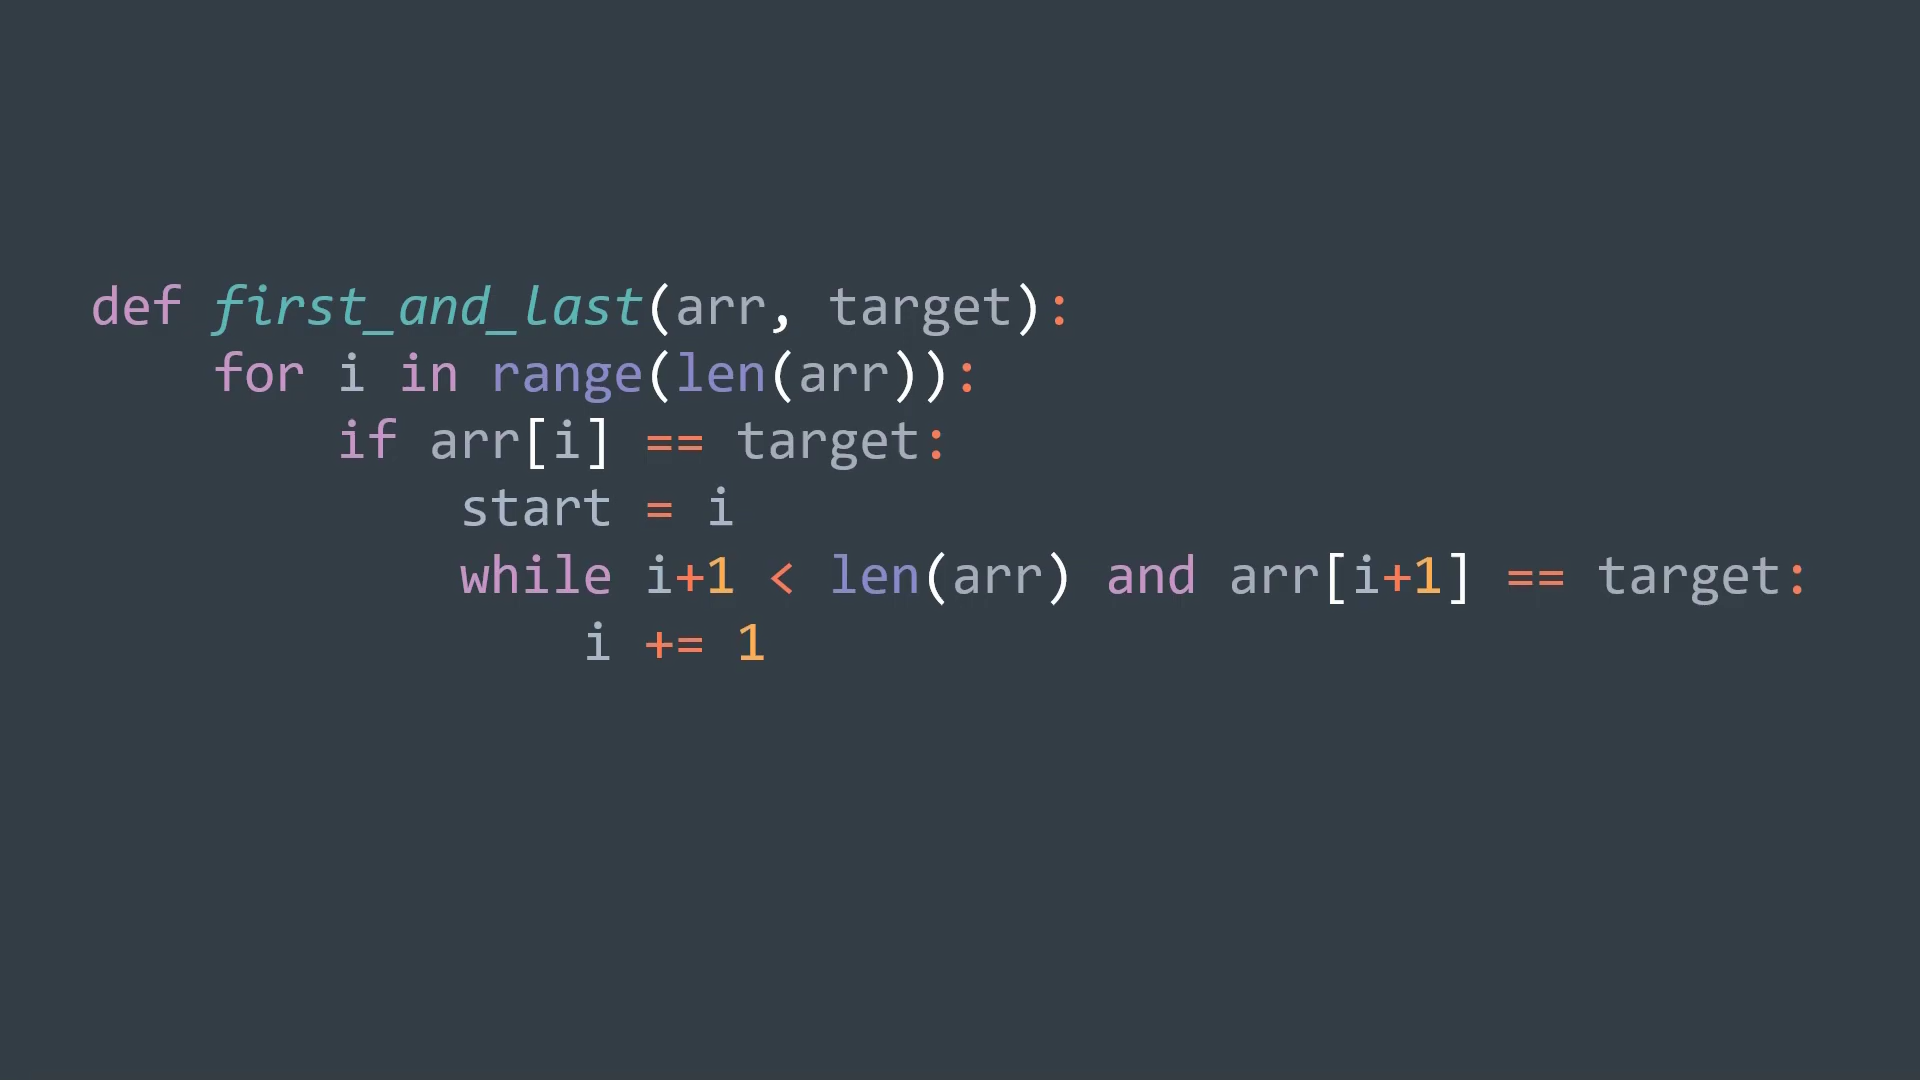 def first_and_last(arr, target):
    for i in range(len(arr)):
        if arr[i] == target:
            start = i
            while i+1 < len(arr) and arr[i+1] == target:
                i += 1